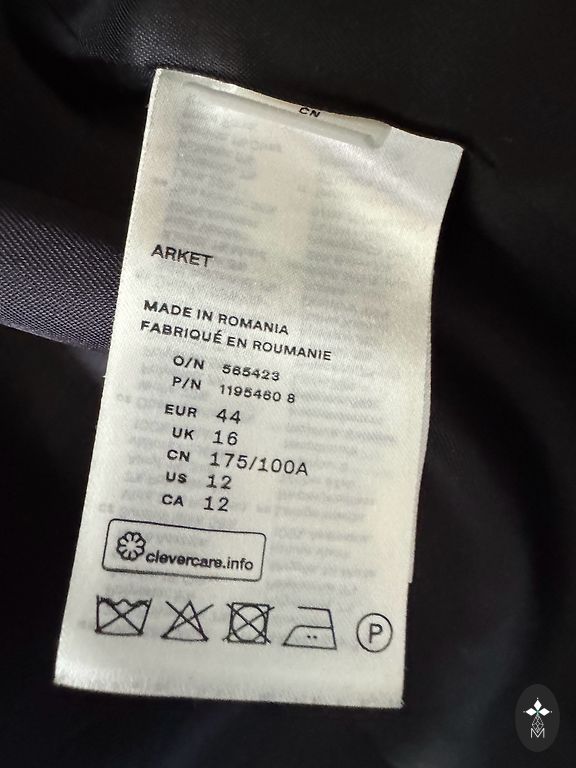 CN
ARKET
MADE IN ROMANIA
FABRIQUÉ EN ROUMANIE
O/N 565423
P/N 1195460 8
EUR 44
UK 16
CN 175/100A
US 12
CA 12
clevercare.info
P
M